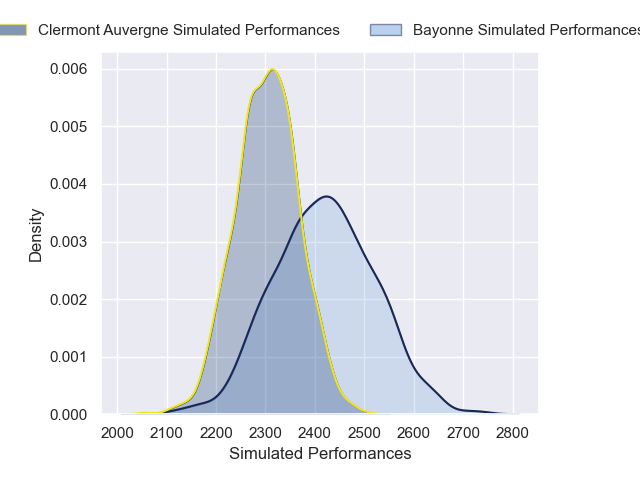 Clermont Auvergne Simulated Performances Bayonne Simulated Performances
0.006
0.005
0.004
0.003
0.002
0.001
0.000
Density
2000 2100 2200 2300 2400 2500 2600 2700 2800
Simulated Performances